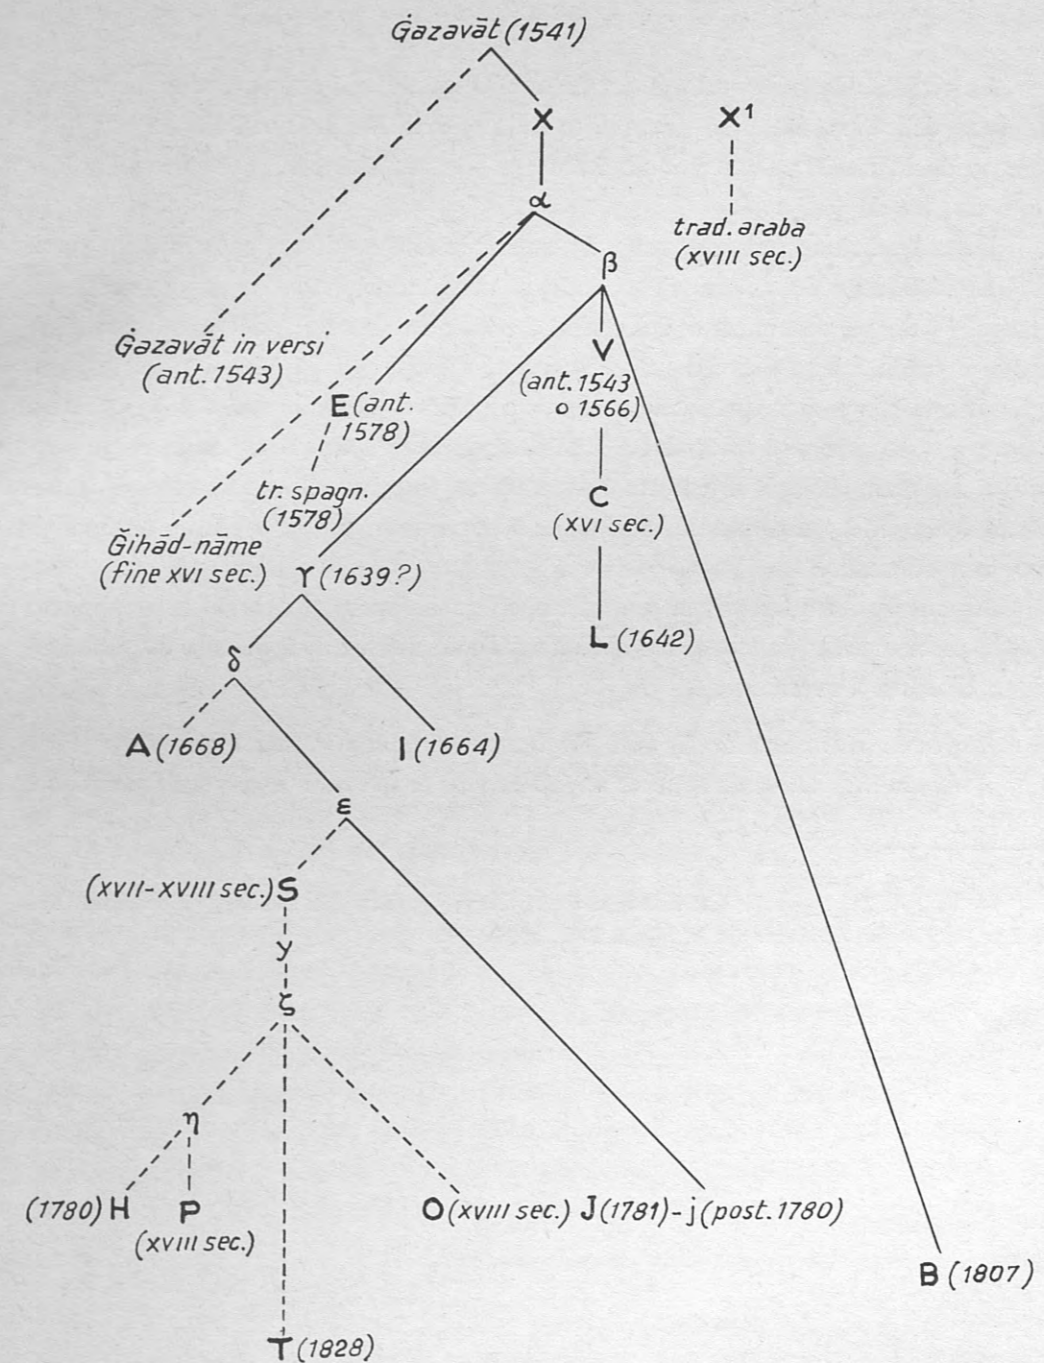 Ġazavāt (1541)
X
X¹
α
trad. araba
(XVIII sec.)
β
Ġazavāt in versi
(ant. 1543)
V
(ant. 1543
o 1566)
E (ant.
1578)
tr. spagn.
(1578)
C
(XVI sec.)
Ǧihād-nāme
(fine XVI sec.)
γ (1639?)
L (1642)
δ
A (1668)
I (1664)
ε
(XVII-XVIII sec.) S
y
ζ
η
(1780) H
P
(XVIII sec.)
O (XVIII sec.)
J (1781) - j (post. 1780)
B (1807)
T (1828)